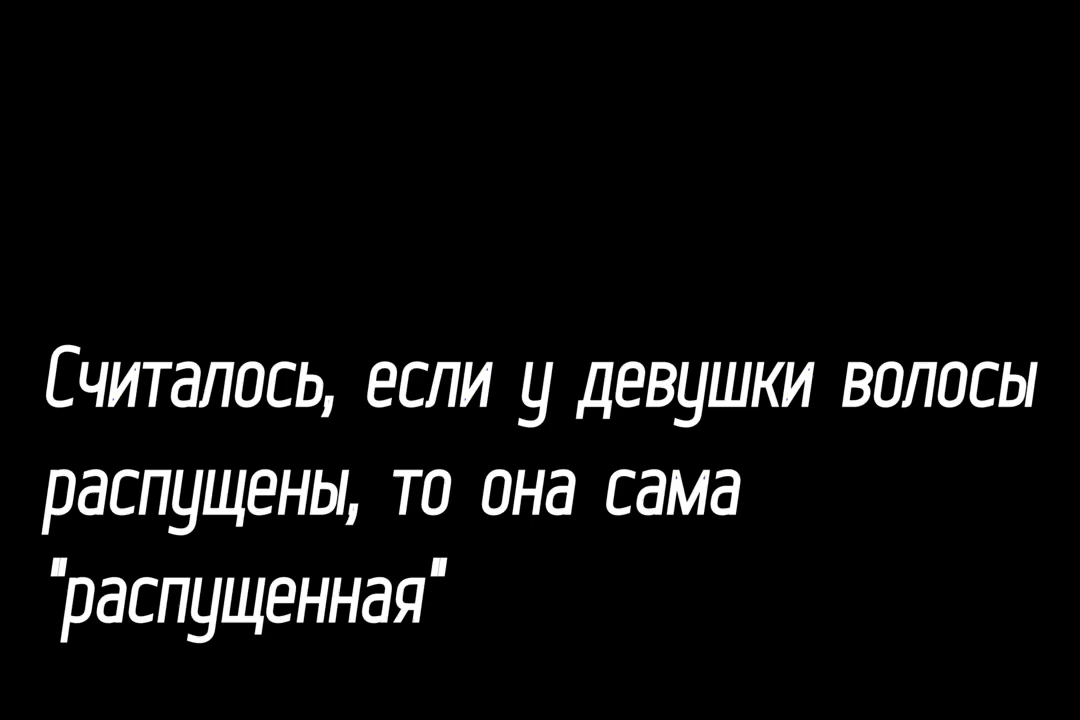 Считалось, если у девушки волосы
распущены, то она сама
"распущенная"